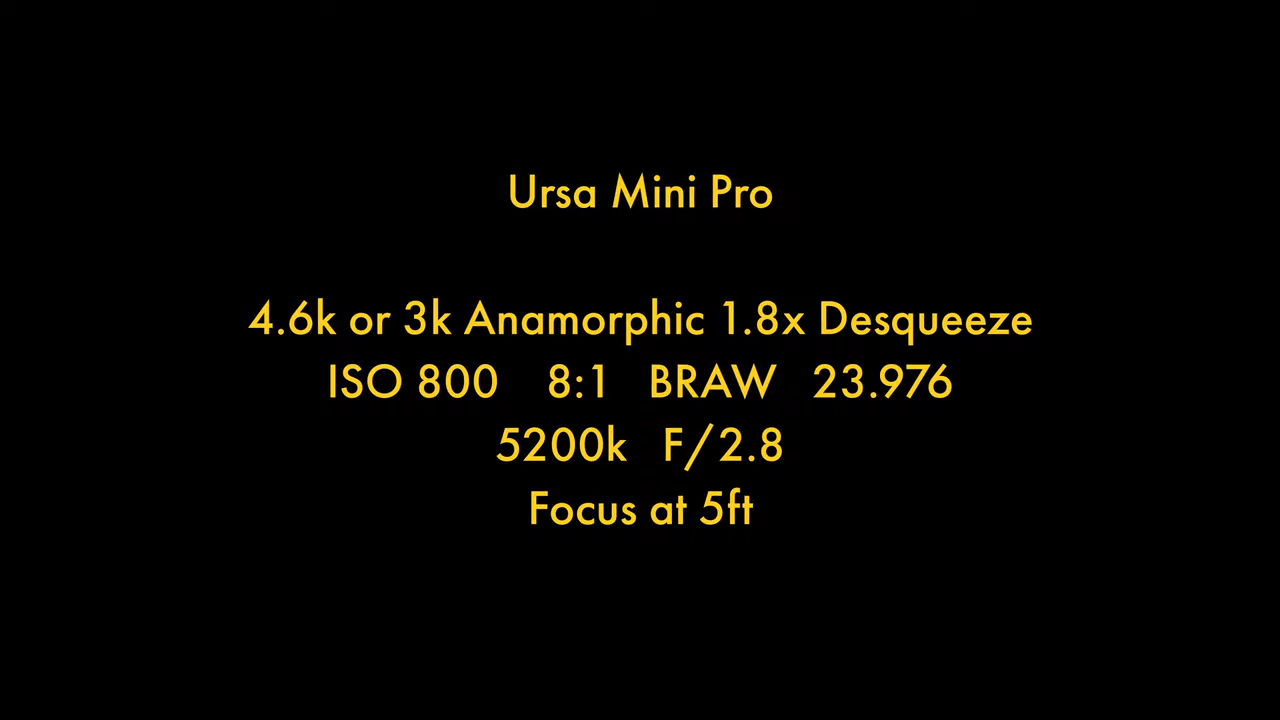 Ursa Mini Pro
4.6k or 3k Anamorphic 1.8x Desqueeze
ISO 800 8:1 BRAW 23.976
5200k F/2.8
Focus at 5ft